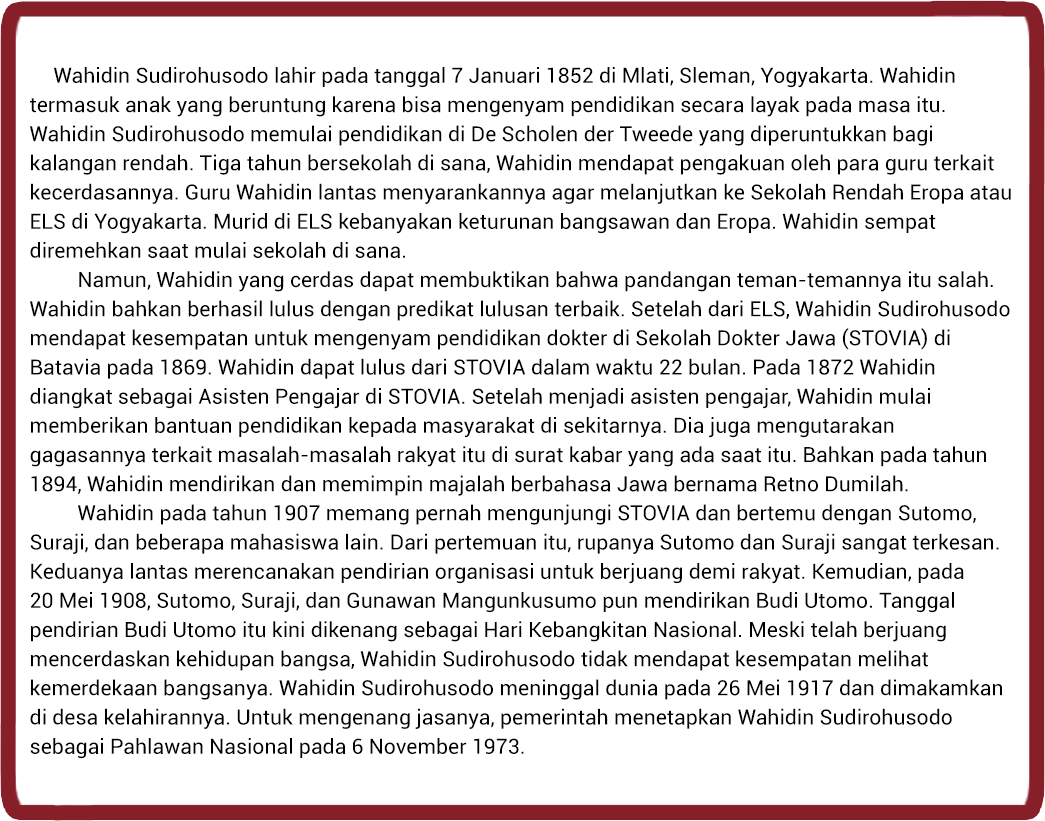 Wahidin Sudirohusodo lahir pada tanggal 7 Januari 1852 di Mlati, Sleman, Yogyakarta. Wahidin
termasuk anak yang beruntung karena bisa mengenyam pendidikan secara layak pada masa itu.
Wahidin Sudirohusodo memulai pendidikan di De Scholen der Tweede yang diperuntukkan bagi
kalangan rendah. Tiga tahun bersekolah di sana, Wahidin mendapat pengakuan oleh para guru terkait
kecerdasannya. Guru Wahidin lantas menyarankannya agar melanjutkan ke Sekolah Rendah Eropa atau
ELS di Yogyakarta. Murid di ELS kebanyakan keturunan bangsawan dan Eropa. Wahidin sempat
diremehkan saat mulai sekolah di sana.
Namun, Wahidin yang cerdas dapat membuktikan bahwa pandangan teman-temannya itu salah.
Wahidin bahkan berhasil lulus dengan predikat lulusan terbaik. Setelah dari ELS, Wahidin Sudirohusodo
mendapat kesempatan untuk mengenyam pendidikan dokter di Sekolah Dokter Jawa (STOVIA) di
Batavia pada 1869. Wahidin dapat lulus dari STOVIA dalam waktu 22 bulan. Pada 1872 Wahidin
diangkat sebagai Asisten Pengajar di STOVIA. Setelah menjadi asisten pengajar, Wahidin mulai
memberikan bantuan pendidikan kepada masyarakat di sekitarnya. Dia juga mengutarakan
gagasannya terkait masalah-masalah rakyat itu di surat kabar yang ada saat itu. Bahkan pada tahun
1894, Wahidin mendirikan dan memimpin majalah berbahasa Jawa bernama Retno Dumilah.
Wahidin pada tahun 1907 memang pernah mengunjungi STOVIA dan bertemu dengan Sutomo,
Suraji, dan beberapa mahasiswa lain. Dari pertemuan itu, rupanya Sutomo dan Suraji sangat terkesan.
Keduanya lantas merencanakan pendirian organisasi untuk berjuang demi rakyat. Kemudian, pada
20 Mei 1908, Sutomo, Suraji, dan Gunawan Mangunkusumo pun mendirikan Budi Utomo. Tanggal
pendirian Budi Utomo itu kini dikenang sebagai Hari Kebangkitan Nasional. Meski telah berjuang
mencerdaskan kehidupan bangsa, Wahidin Sudirohusodo tidak mendapat kesempatan melihat
kemerdekaan bangsanya. Wahidin Sudirohusodo meninggal dunia pada 26 Mei 1917 dan dimakamkan
di desa kelahirannya. Untuk mengenang jasanya, pemerintah menetapkan Wahidin Sudirohusodo
sebagai Pahlawan Nasional pada 6 November 1973.